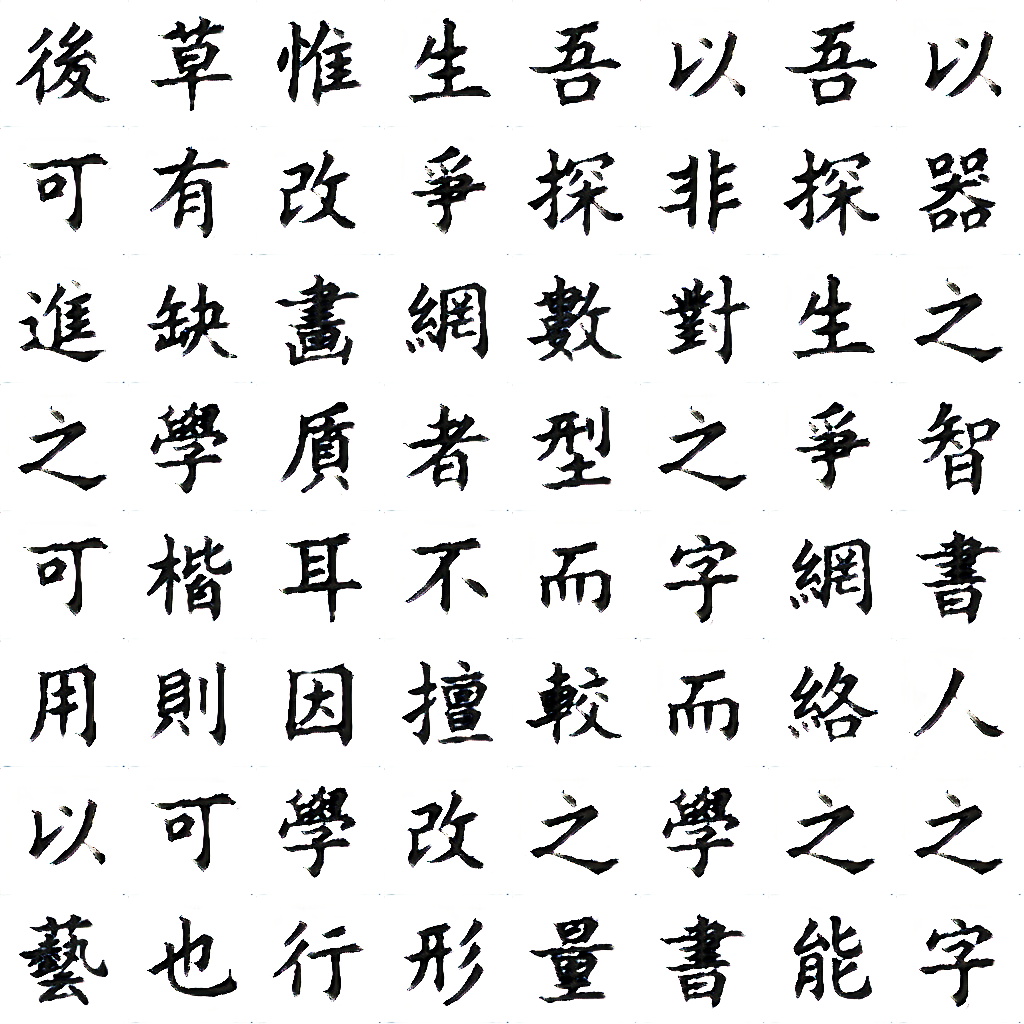 以器之智書人之字
吾探生爭網絡之能
以非對之字而學書
吾探數型而較之量
生爭網者不擅改形
惟改畫質耳因學行
草有缺學楷則可也
後可進之可用以藝